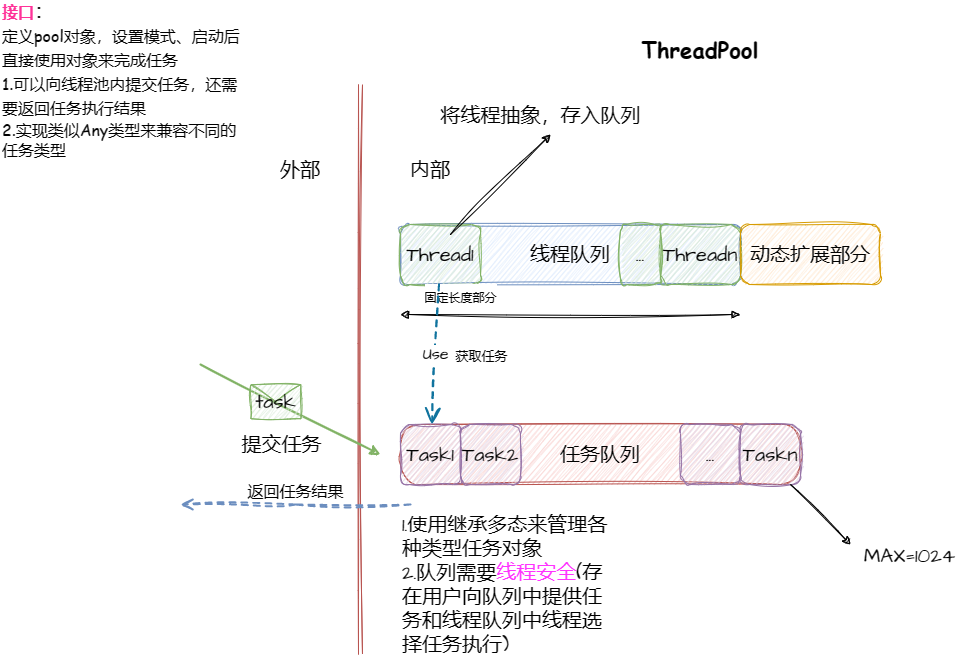 接口：
定义pool对象，设置模式、启动后
直接使用对象来完成任务
1.可以向线程池内提交任务，还需
要返回任务执行结果
2.实现类似Any类型来兼容不同的
任务类型
ThreadPool
将线程抽象，存入队列
外部
内部
Thread1
线程队列
...
Threadn
动态扩展部分
固定长度部分
Use 获取任务
task
提交任务
Task1
Task2
任务队列
...
Taskn
返回任务结果
1.使用继承多态来管理各
种类型任务对象
2.队列需要线程安全(存
在用户向队列中提供任
务和线程队列中线程选
择任务执行)
MAX=1024